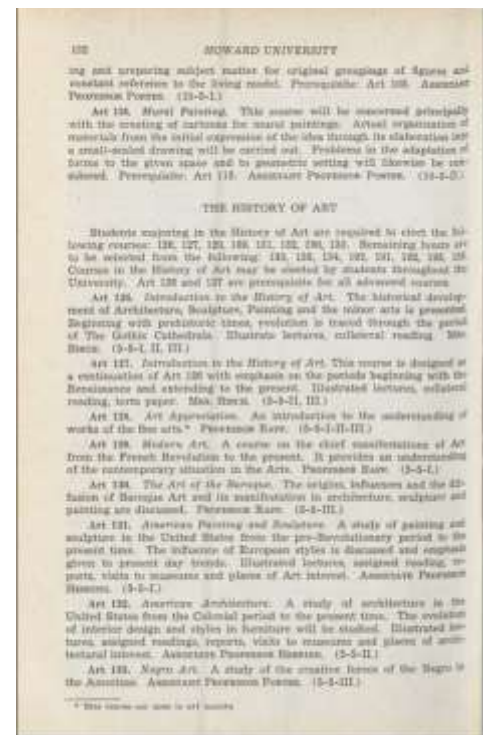 HOWARD UNIVERSITY
ing and preparing subject matter for original groupings of figures and
constant reference to the living model. Prerequisite: Art 109. Assistant
Professor Porter.
Mural Painting. This course will be concerned principally
with the creating of cartoons for mural paintings. Actual organization of
materials from the initial expression of the idea through its elaboration into
a small-scaled drawing will be carried out. Problems in the adaptation of
forms to the given space and to geometric setting will likewise be con-
sidered. Prerequisite: Art Assistant Professor Porter.
THE HISTORY OF ART
Students majoring in the History of Art are required to elect the fol-
lowing courses: Remaining hours are
to be selected from the following:
Courses in the History of Art may be elected by students throughout the
University. Art 126 and 127 are prerequisite for all advanced courses.
Art 126. Introduction to the History of Art. The historical develop-
ment of Architecture, Sculpture, Painting and the minor arts is presented.
Beginning with prehistoric times, evolution is traced through the period
of The Gothic Cathedrals. Illustrate lectures, collateral reading.
Art 127. Introduction to the History of Art. This course is designed as
a continuation of Art 126 with emphasis on the periods beginning with the
Renaissance and extending to the present. Illustrated lectures, collateral
reading, term paper.
Art Art Appreciation. An introduction to the understanding of
works of the fine arts.* Professor
Art 129. Modern Art. A course on the chief manifestations of Art
from the French Revolution to the present. It provides an understanding
of the contemporary situation in the Arts. Professor
Art The Art of the Baroque. The origins, influences and the dif-
fusion of Baroque Art and its manifestation in architecture, sculpture and
painting are discussed. Professor
Art 131. American Painting and Sculpture. A study of painting and
sculpture in the United States from the pre-Revolutionary period to the
present time. The influence of European styles is discussed and emphasis
given to present day trends. Illustrated lectures, assigned reading, re-
ports, visits to museums and places of Art interest. Associate Professor
Art 132. American Architecture. A study of architecture in the
United States from the Colonial period to the present time. The evolution
of interior design and styles in furniture will be studied. Illustrated lec-
tures, assigned readings, reports, visits to museums and places of archi-
tectural interest. Associate Professor
Art 133. Negro Art. A study of the creative forms of the Negro in
the Americas. Assistant Professor Porter.